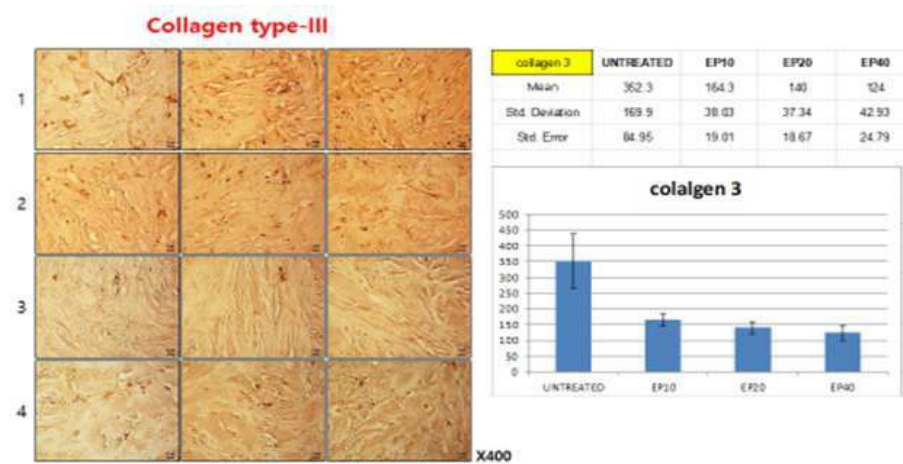 Collagen type-III
1
2
3
4
X400
collagen 3 UNTREATED EP10 EP20 EP40
Mean 352.3 164.3 140 124
Std. Deviation 169.9 38.03 37.34 42.93
Std. Error 84.95 19.01 18.67 24.79
colalgen 3
500
450
400
350
300
250
200
150
100
50
0
UNTREATED EP10 EP20 EP40